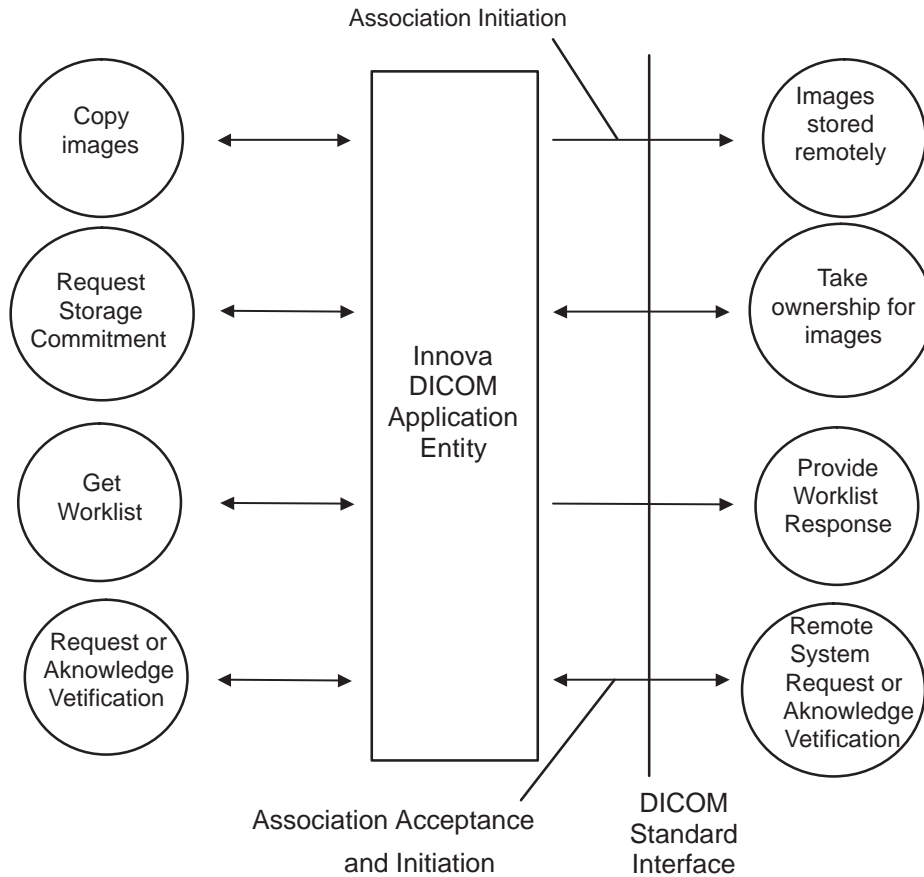 Association Initiation
Copy
images
Images
stored
remotely
Request
Storage
Commitment
Take
ownership for
images
Innova
DICOM
Application
Entity
Get
Worklist
Provide
Worklist
Response
Request or
Aknowledge
Vetification
Remote
System
Request or
Aknowledge
Vetification
Association Acceptance
and Initiation
DICOM
Standard
Interface